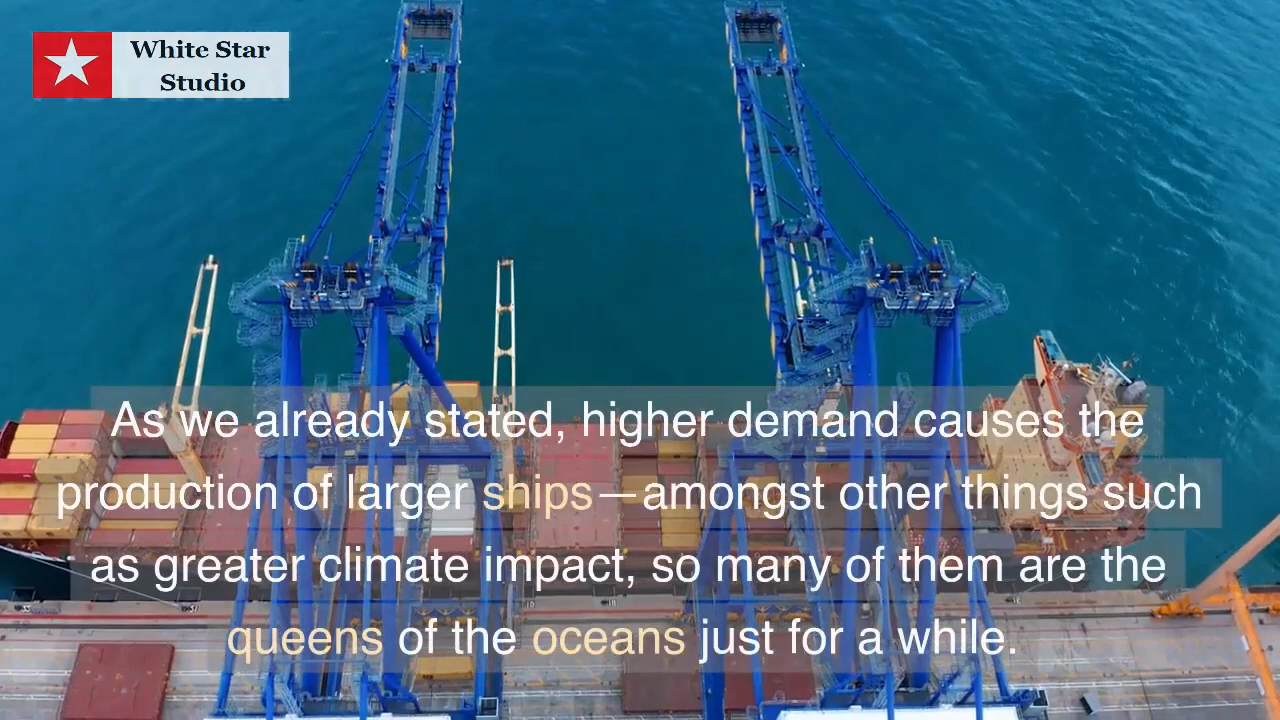 White Star
Studio
As we already stated, higher demand causes the
production of larger ships—amongst other things such
as greater climate impact, so many of them are the
queens of the oceans just for a while.